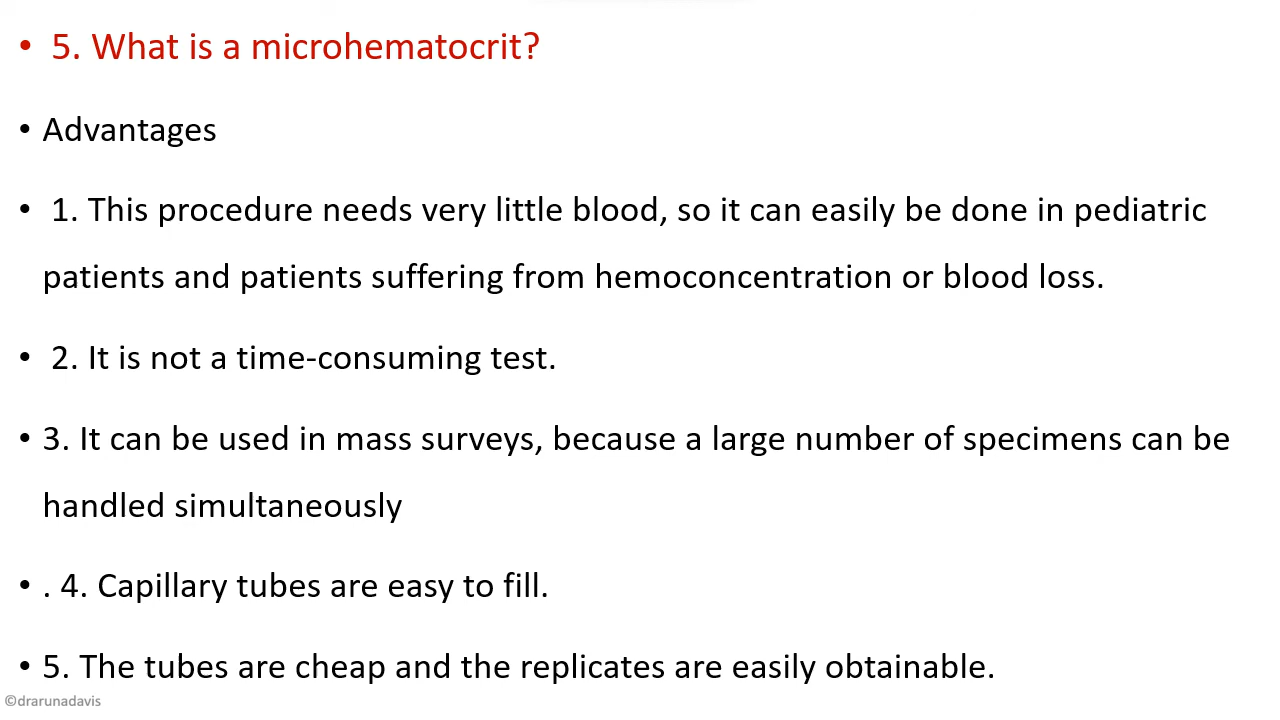 • 5. What is a microhematocrit?
• Advantages
• 1. This procedure needs very little blood, so it can easily be done in pediatric
patients and patients suffering from hemoconcentration or blood loss.
• 2. It is not a time-consuming test.
• 3. It can be used in mass surveys, because a large number of specimens can be
handled simultaneously
• . 4. Capillary tubes are easy to fill.
• 5. The tubes are cheap and the replicates are easily obtainable.
©drarunadavis